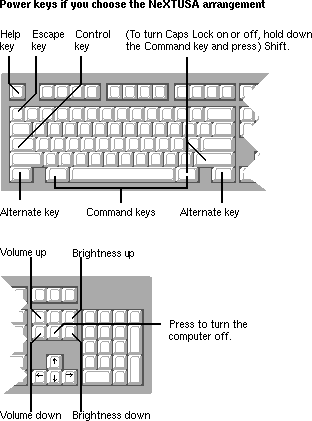 Power keys if you choose the NeXTUSA arrangement
Help key
Escape key
Control key
(To turn Caps Lock on or off, hold down
the Command key and press) Shift.
Alternate key
Command keys
Alternate key
Volume up
Brightness up
Press to turn the
computer off.
↑
← ↓ →
Volume down
Brightness down